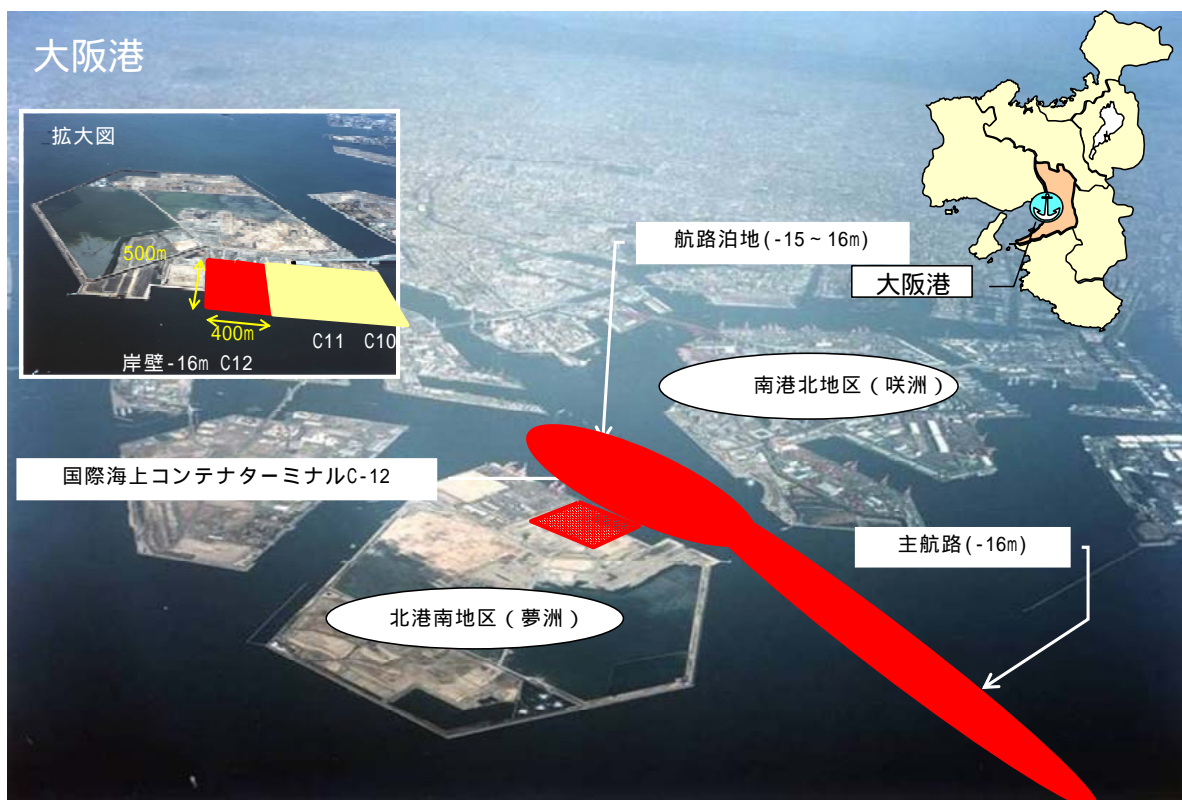 大阪港
拡大図
500m
400m
C11 C10
岸壁-16m C12
航路泊地(-15～16m)
大阪港
南港北地区（咲洲）
国際海上コンテナターミナルC-12
主航路(-16m)
北港南地区（夢洲）